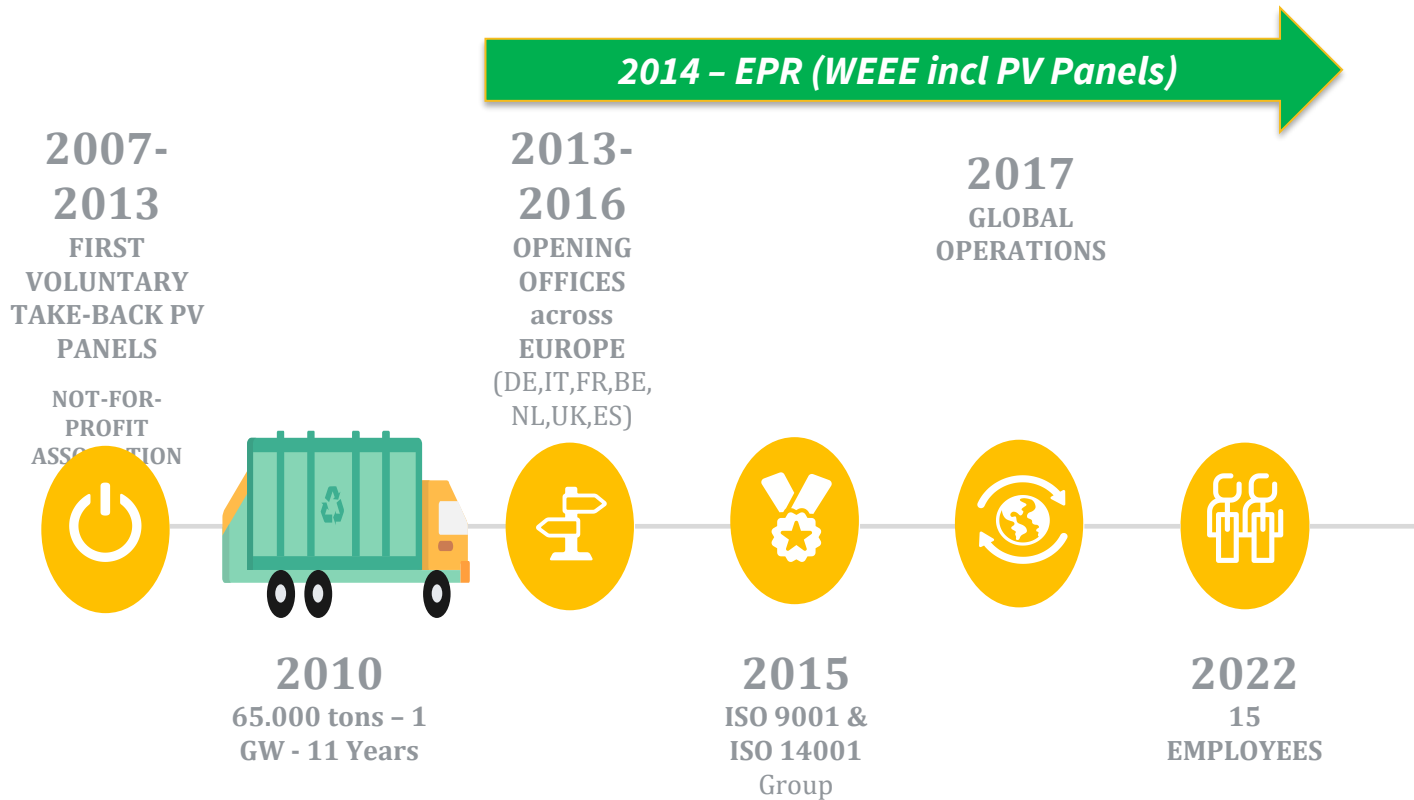 2014 – EPR (WEEE incl PV Panels)
2007-
2013
FIRST
VOLUNTARY
TAKE-BACK PV
PANELS
NOT-FOR-
PROFIT
2010
65.000 tons – 1
GW - 11 Years
2013-
2016
OPENING
OFFICES
across
EUROPE
(DE,IT,FR,BE,
NL,UK,ES)
2015
ISO 9001 &
ISO 14001
Group
2017
GLOBAL
OPERATIONS
2022
15
EMPLOYEES